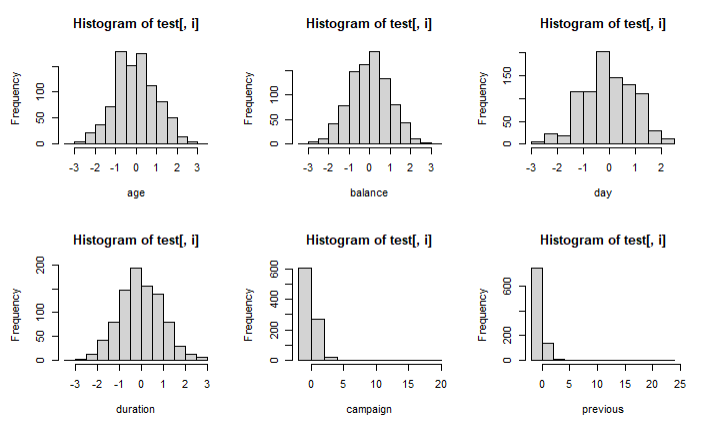 Histogram of test[, i]
Histogram of test[, i]
Histogram of test[, i]
Frequency
0 50 100
-3 -2 -1 0 1 2 3
age
Frequency
0 50 100
-3 -2 -1 0 1 2 3
balance
Frequency
0 50 150
-3 -2 -1 0 1 2
day
Histogram of test[, i]
Histogram of test[, i]
Histogram of test[, i]
Frequency
0 50 100 200
-3 -2 -1 0 1 2 3
duration
Frequency
0 200 400 600
0 5 10 15 20
campaign
Frequency
0 200 600
0 5 10 15 20 25
previous